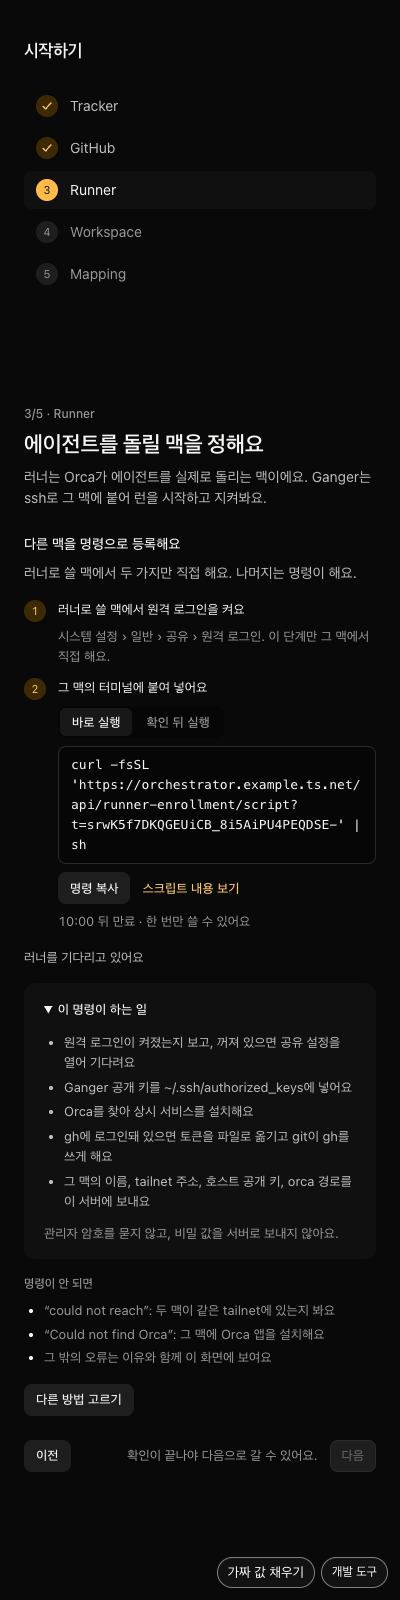 시작하기
Tracker
GitHub
3 Runner
4 Workspace
5 Mapping
3/5 · Runner
에이전트를 돌릴 맥을 정해요
러너는 Orca가 에이전트를 실제로 돌리는 맥이에요. Ganger는
ssh로 그 맥에 붙어 런을 시작하고 지켜봐요.
다른 맥을 명령으로 등록해요
러너로 쓸 맥에서 두 가지만 직접 해요. 나머지는 명령이 해요.
1 러너로 쓸 맥에서 원격 로그인을 켜요
시스템 설정 › 일반 › 공유 › 원격 로그인. 이 단계만 그 맥에서
직접 해요.
2 그 맥의 터미널에 붙여 넣어요
바로 실행 확인 뒤 실행
curl -fsSL
'https://orchestrator.example.ts.net/
api/runner-enrollment/script?
t=srwK5f7DKQGEUiCB_8i5AiPU4PEQDSE-' |
sh
명령 복사 스크립트 내용 보기
10:00 뒤 만료 · 한 번만 쓸 수 있어요
러너를 기다리고 있어요
▼ 이 명령이 하는 일
• 원격 로그인이 켜졌는지 보고, 꺼져 있으면 공유 설정을
열어 기다려요
• Ganger 공개 키를 ~/.ssh/authorized_keys에 넣어요
• Orca를 찾아 상시 서비스를 설치해요
• gh에 로그인돼 있으면 토큰을 파일로 옮기고 git이 gh를
쓰게 해요
• 그 맥의 이름, tailnet 주소, 호스트 공개 키, orca 경로를
이 서버에 보내요
관리자 암호를 묻지 않고, 비밀 값을 서버로 보내지 않아요.
명령이 안 되면
• “could not reach”: 두 맥이 같은 tailnet에 있는지 봐요
• “Could not find Orca”: 그 맥에 Orca 앱을 설치해요
• 그 밖의 오류는 이유와 함께 이 화면에 보여요
다른 방법 고르기
이전 확인이 끝나야 다음으로 갈 수 있어요. 다음
가짜 값 채우기 개발 도구